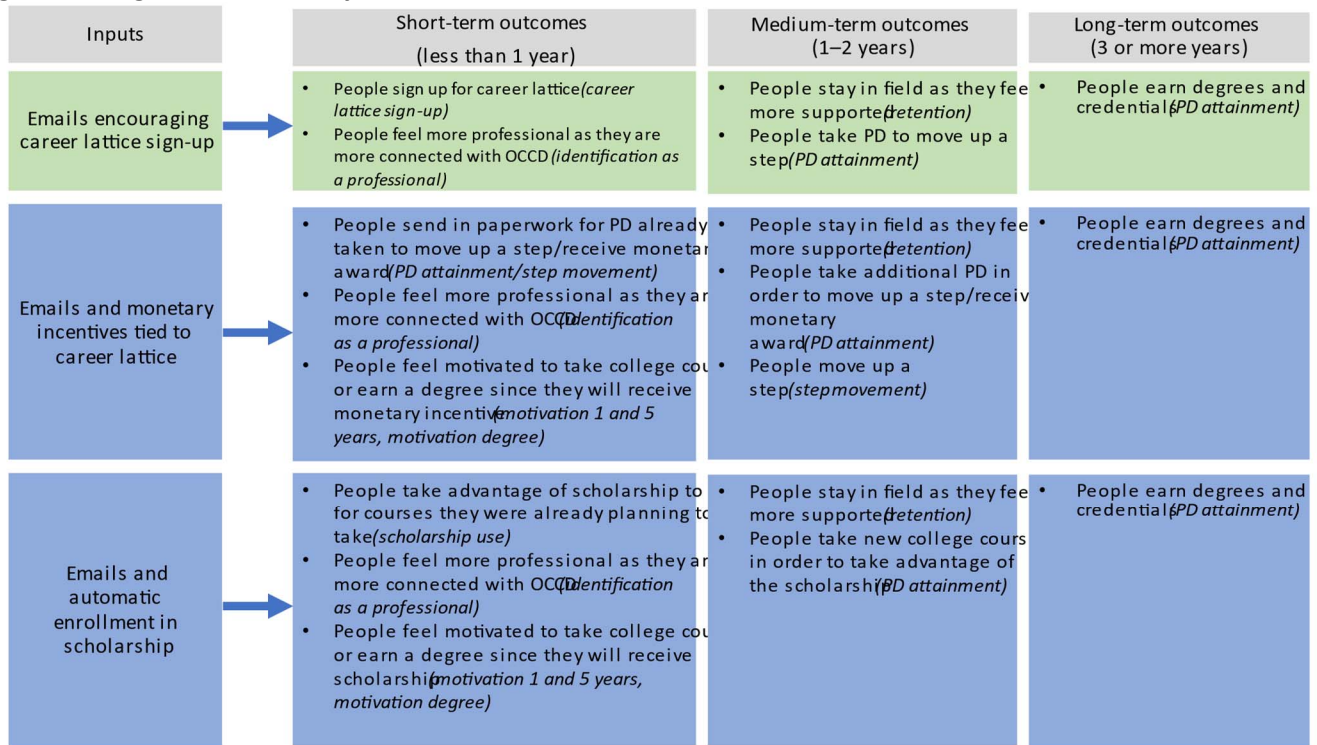 Inputs
Short-term outcomes
(less than 1 year)
Medium-term outcomes
(1–2 years)
Long-term outcomes
(3 or more years)
Emails encouraging
career lattice sign-up
• People sign up for career lattice (career
lattice sign-up)
• People feel more professional as they are
more connected with OCCD (identification as
a professional)
• People stay in field as they fee
more supported (retention)
• People take PD to move up a
step (PD attainment)
• People earn degrees and
credentials (PD attainment)
Emails and monetary
incentives tied to
career lattice
• People send in paperwork for PD already
taken to move up a step/receive monetar
award (PD attainment/step movement)
• People feel more professional as they ar
more connected with OCCD (identification
as a professional)
• People feel motivated to take college cou
or earn a degree since they will receive
monetary incentive (motivation 1 and 5
years, motivation degree)
• People stay in field as they fee
more supported (retention)
• People take additional PD in
order to move up a step/receiv
monetary
award (PD attainment)
• People move up a
step (step movement)
• People earn degrees and
credentials (PD attainment)
Emails and
automatic
enrollment in
scholarship
• People take advantage of scholarship to
for courses they were already planning to
take (scholarship use)
• People feel more professional as they ar
more connected with OCCD (identification
as a professional)
• People feel motivated to take college cou
or earn a degree since they will receive
scholarship (motivation 1 and 5 years,
motivation degree)
• People stay in field as they fee
more supported (retention)
• People take new college cours
in order to take advantage of
the scholarship (PD attainment)
• People earn degrees and
credentials (PD attainment)